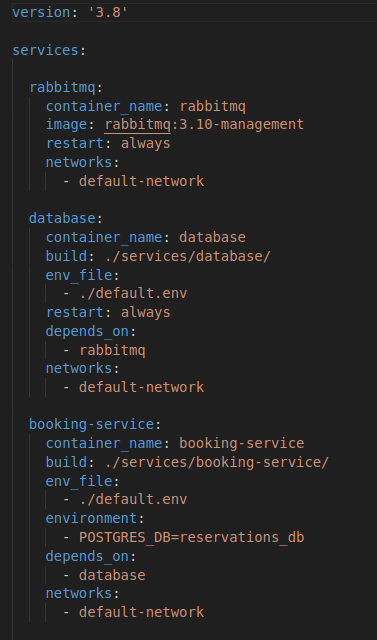 version: '3.8'
services:
rabbitmq:
container_name: rabbitmq
image: rabbitmq:3.10-management
restart: always
networks:
- default-network
database:
container_name: database
build: ./services/database/
env_file:
- ./default.env
restart: always
depends_on:
- rabbitmq
networks:
- default-network
booking-service:
container_name: booking-service
build: ./services/booking-service/
env_file:
- ./default.env
environment:
- POSTGRES_DB=reservations_db
depends_on:
- database
networks:
- default-network